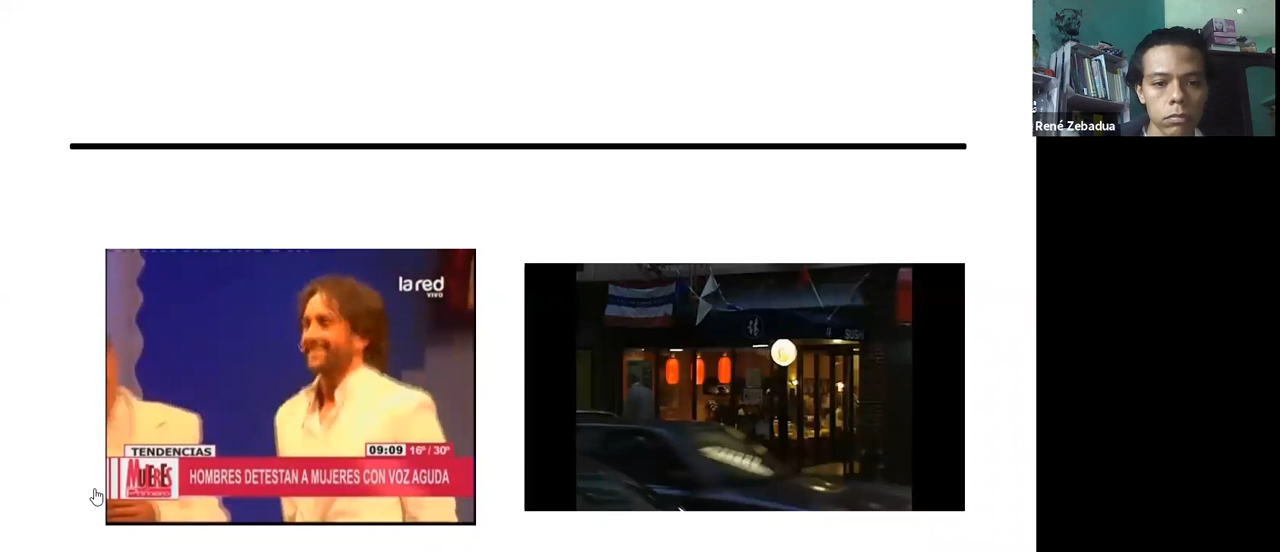 René Zebadua
la red
VIVO
TENDENCIAS
09:09 16° / 30°
MUJERES
HOMBRES DETESTAN A MUJERES CON VOZ AGUDA
SUSHI